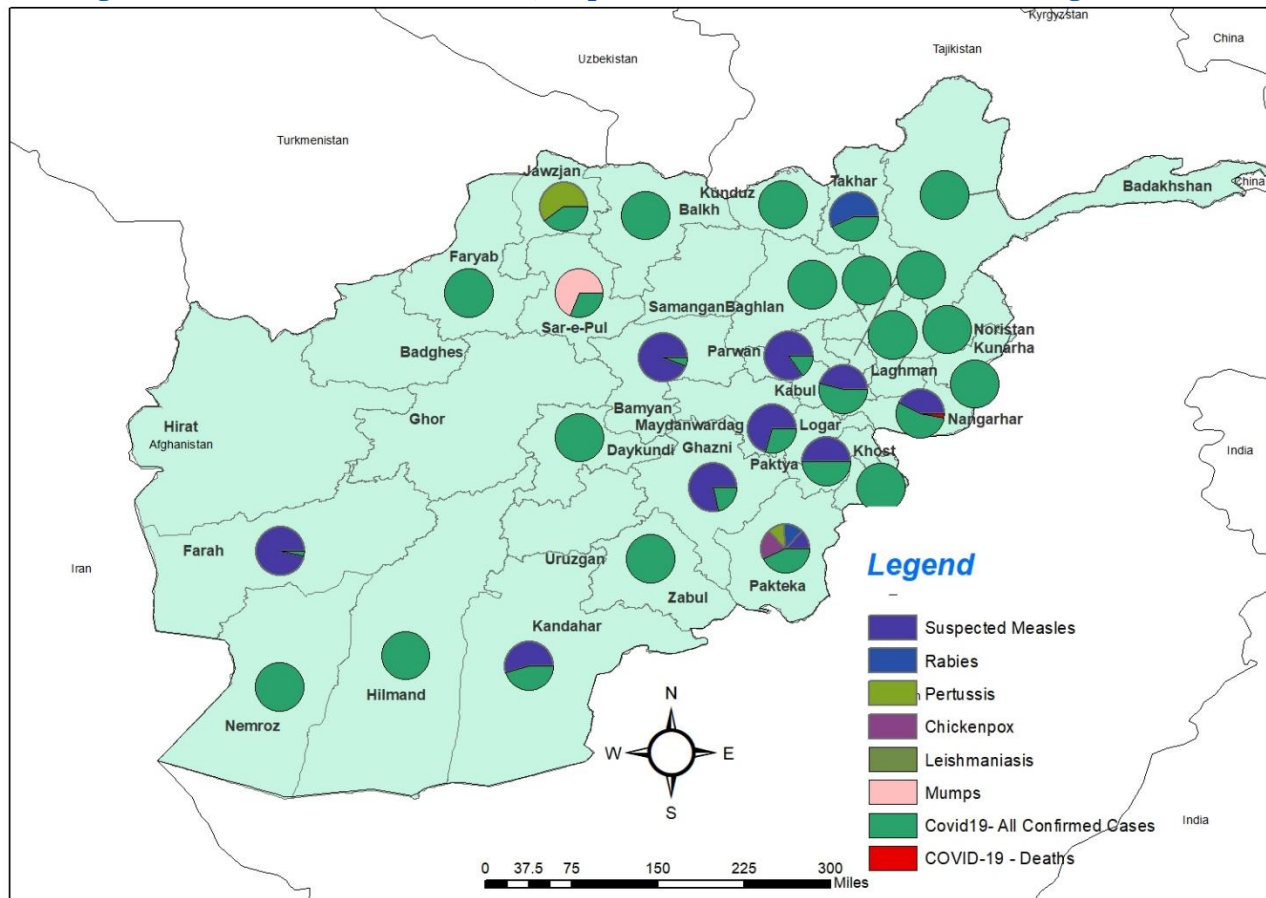 Kyrgyzstan
China
Uzbekistan
Tajikistan
Turkmenistan
Jawzjan
Kunduz
Takhar
Badakhshan
China
Balkh
Faryab
Sar-e-Pul
SamanganBaghlan
Noristan
Kunarha
Badghes
Parwan
Laghman
Kabul
Bamyan
Nangarhar
Hirat
Ghor
Maydanwardag
Logar
Afghanistan
Daykundi
Ghazni
Khost
India
Paktya
Farah
Uruzgan
Iran
Zabul
Pakteka
Kandahar
Hilmand
Nemroz
N
W
E
S
Legend
Suspected Measles
Rabies
Pertussis
Chickenpox
Leishmaniasis
Mumps
Covid19- All Confirmed Cases
COVID-19 - Deaths
India
0 37.5 75 150 225 300
Miles